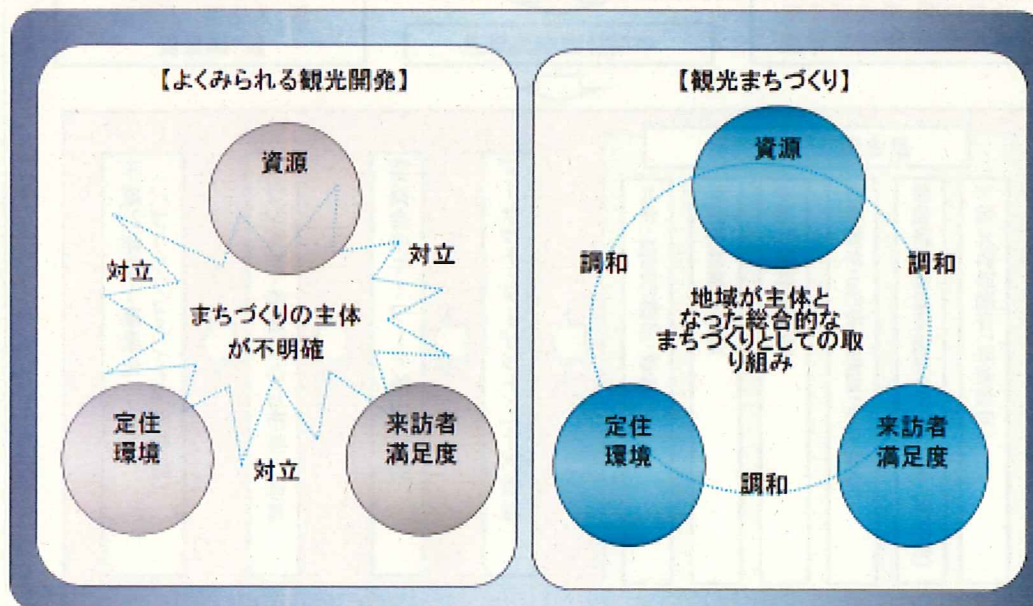 【よくみられる観光開発】
資源
対立
対立
まちづくりの主体
が不明確
定住
環境
来訪者
満足度
対立
【観光まちづくり】
資源
調和
調和
地域が主体と
なった総合的な
まちづくりとしての取
り組み
定住
環境
来訪者
満足度
調和